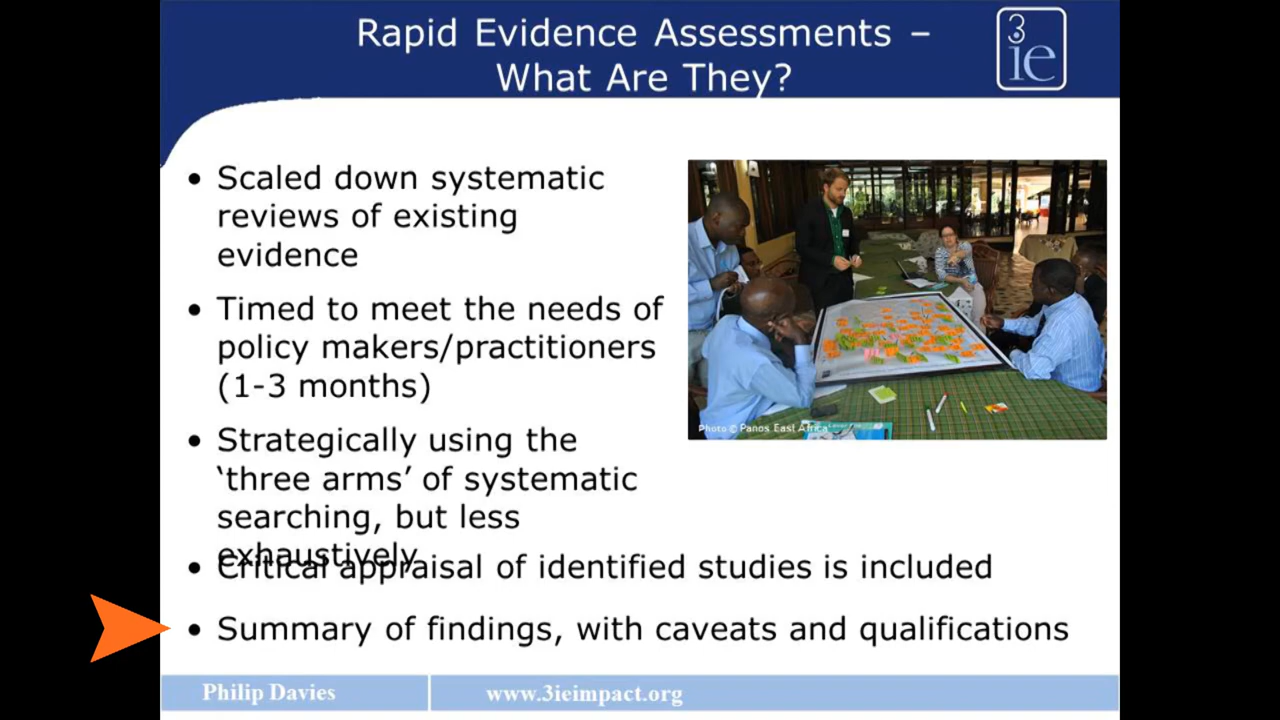 Rapid Evidence Assessments –
What Are They?
3
ie
• Scaled down systematic
reviews of existing
evidence
• Timed to meet the needs of
policy makers/practitioners
(1-3 months)
• Strategically using the
‘three arms’ of systematic
searching, but less
exhaustively
• Critical appraisal of identified studies is included
• Summary of findings, with caveats and qualifications
Photo © Panos East Africa
Philip Davies
www.3ieimpact.org